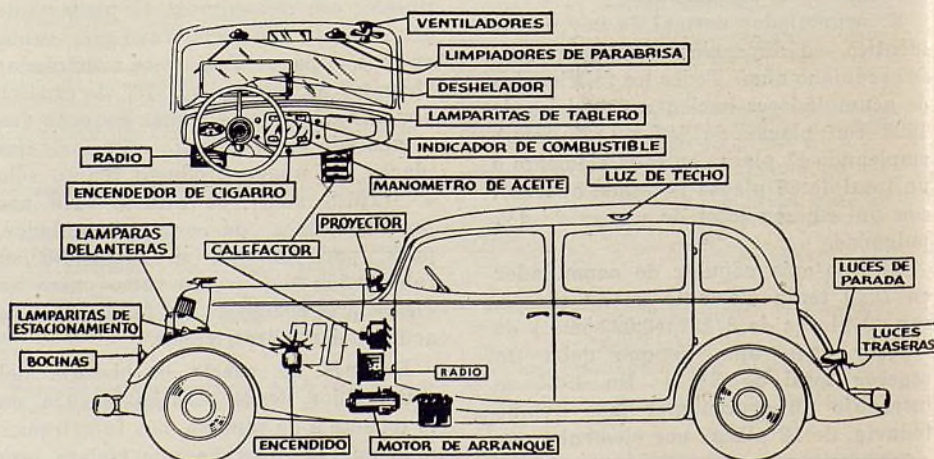 VENTILADORES
LIMPIADORES DE PARABRISA
DESHELADOR
LAMPARITAS DE TABLERO
INDICADOR DE COMBUSTIBLE
RADIO
ENCENDEDOR DE CIGARRO
MANOMETRO DE ACEITE
LUZ DE TECHO
LAMPARAS
DELANTERAS
CALEFACTOR
PROYECTOR
LUCES DE
PARADA
LAMPARITAS DE
ESTACIONAMIENTO
LUCES
TRASERAS
BOCINAS
RADIO
ENCENDIDO
MOTOR DE ARRANQUE